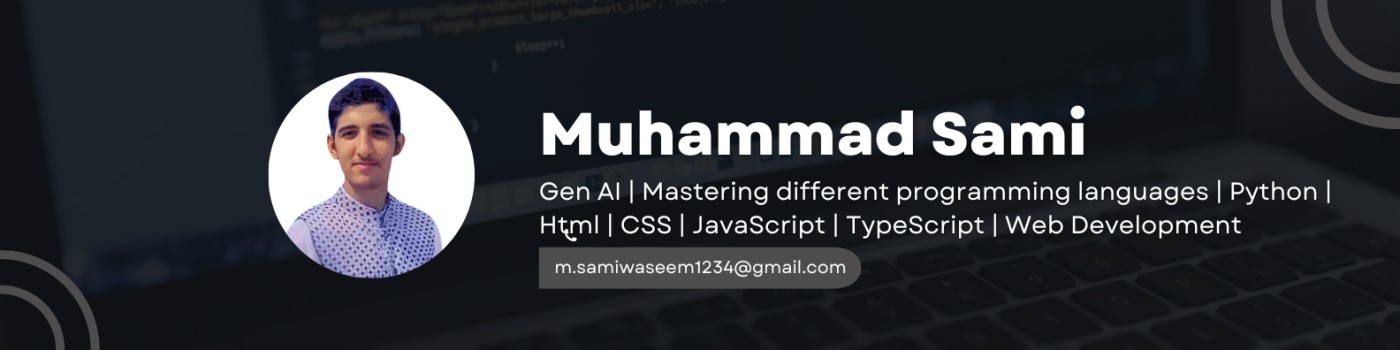 Muhammad Sami
Gen AI | Mastering different programming languages | Python |
Html | CSS | JavaScript | TypeScript | Web Development
m.samiwaseem1234@gmail.com